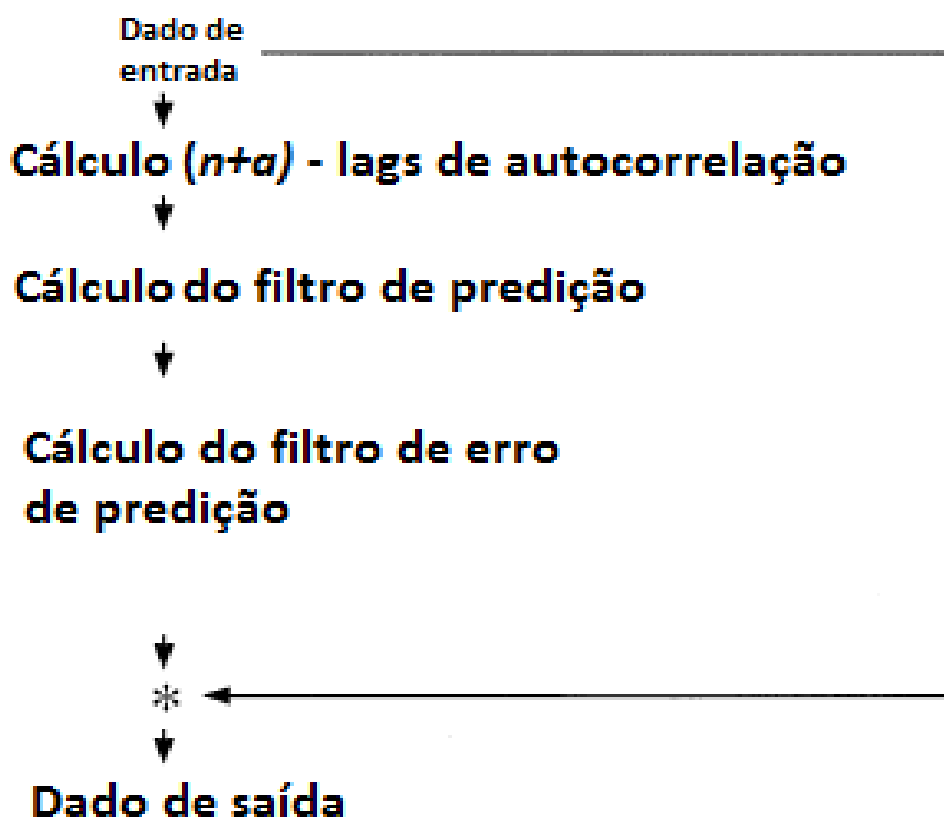 Dado de
entrada
Cálculo (n+a) - lags de autocorrelação
Cálculo do filtro de predição
Cálculo do filtro de erro
de predição
*
Dado de saída